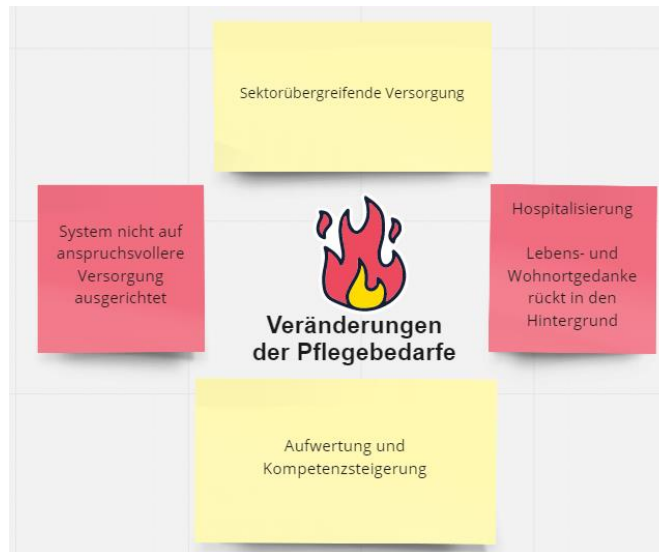 Sektorübergreifende Versorgung
System nicht auf
anspruchsvollere
Versorgung
ausgerichtet
Hospitalisierung
Lebens- und
Wohnortgedanke
rückt in den
Hintergrund
Veränderungen
der Pflegebedarfe
Aufwertung und
Kompetenzsteigerung